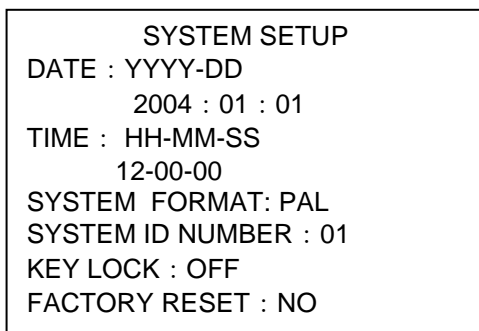 SYSTEM SETUP
DATE : YYYY-DD
2004 : 01 : 01
TIME : HH-MM-SS
12-00-00
SYSTEM FORMAT: PAL
SYSTEM ID NUMBER : 01
KEY LOCK : OFF
FACTORY RESET : NO